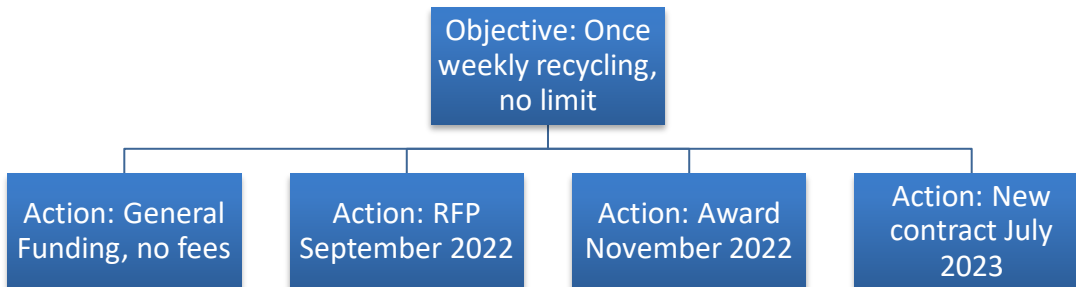 Objective: Once
weekly recycling,
no limit
Action: General
Funding, no fees
Action: RFP
September 2022
Action: Award
November 2022
Action: New
contract July
2023